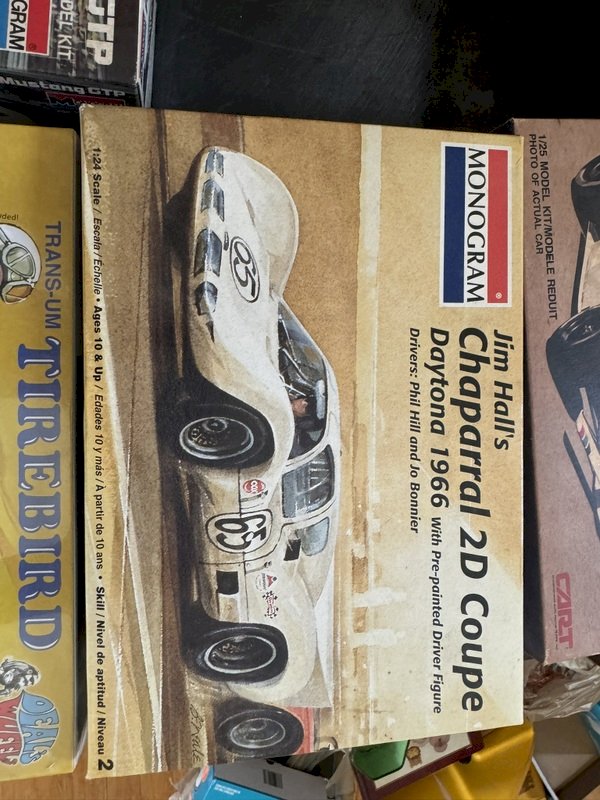 MONOGRAM
Jim Hall's
Chaparral 2D Coupe
Daytona 1966 With Pre-painted Driver Figure
Drivers: Phil Hill and Jo Bonnier
65
65
1:24 Scale / Escala / Échelle • Ages 10 & Up / Edades 10 y más / À partir de 10 ans • Skill / Nivel de aptitud / Niveau 2
1/25 MODEL KIT/MODELE REDUIT
PHOTO OF ACTUAL CAR
CART
TRANS-UM
TIREBIRD
DEAL'S
GTP
Mustang GTP